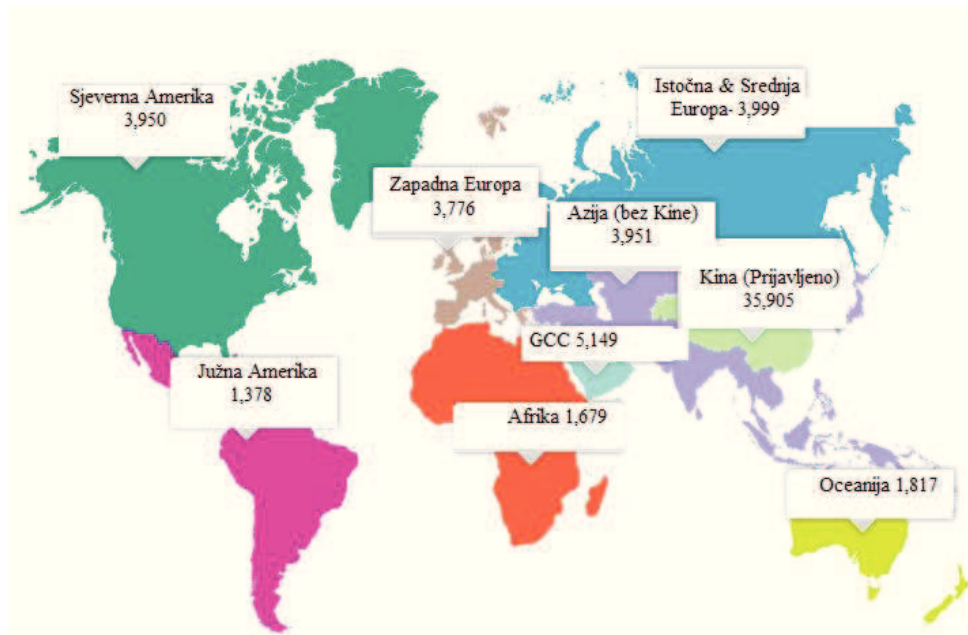 Sjeverna Amerika
3,950
Istočna & Srednja
Europa- 3,999
Zapadna Europa
3,776
Azija (bez Kine)
3,951
Kina (Prijavljeno)
35,905
GCC 5,149
Južna Amerika
1,378
Afrika 1,679
Oceanija 1,817